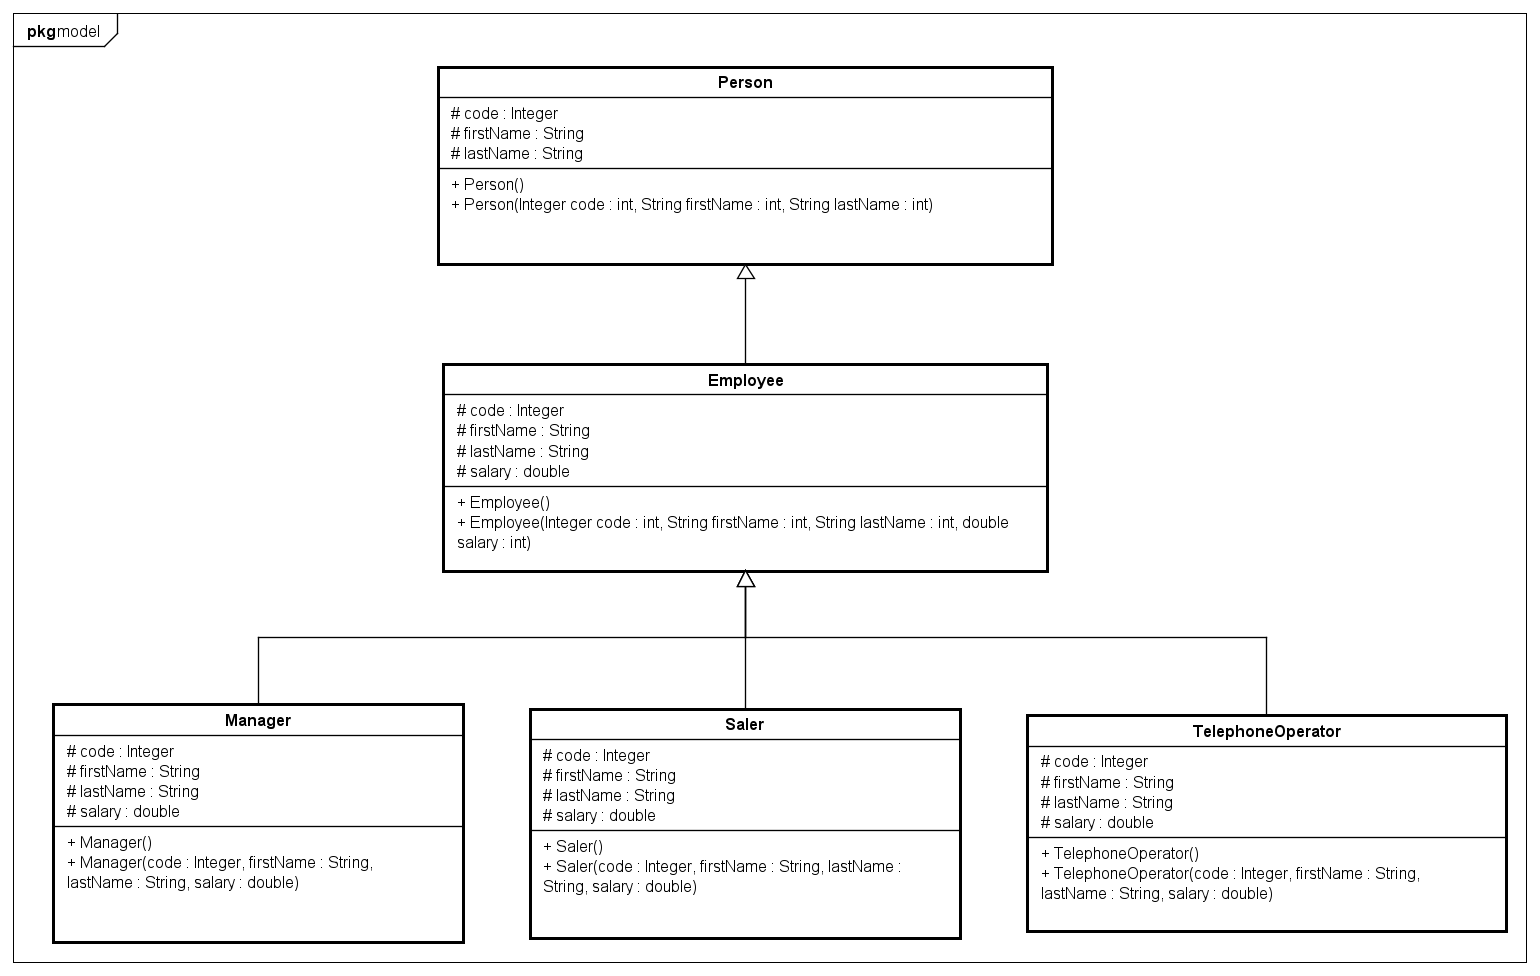 pkg model
Person
# code : Integer
# firstName : String
# lastName : String
+ Person()
+ Person(Integer code : int, String firstName : int, String lastName : int)
Employee
# code : Integer
# firstName : String
# lastName : String
# salary : double
+ Employee()
+ Employee(Integer code : int, String firstName : int, String lastName : int, double
salary : int)
Manager
# code : Integer
# firstName : String
# lastName : String
# salary : double
+ Manager()
+ Manager(code : Integer, firstName : String,
lastName : String, salary : double)
Saler
# code : Integer
# firstName : String
# lastName : String
# salary : double
+ Saler()
+ Saler(code : Integer, firstName : String, lastName :
String, salary : double)
TelephoneOperator
# code : Integer
# firstName : String
# lastName : String
# salary : double
+ TelephoneOperator()
+ TelephoneOperator(code : Integer, firstName : String,
lastName : String, salary : double)